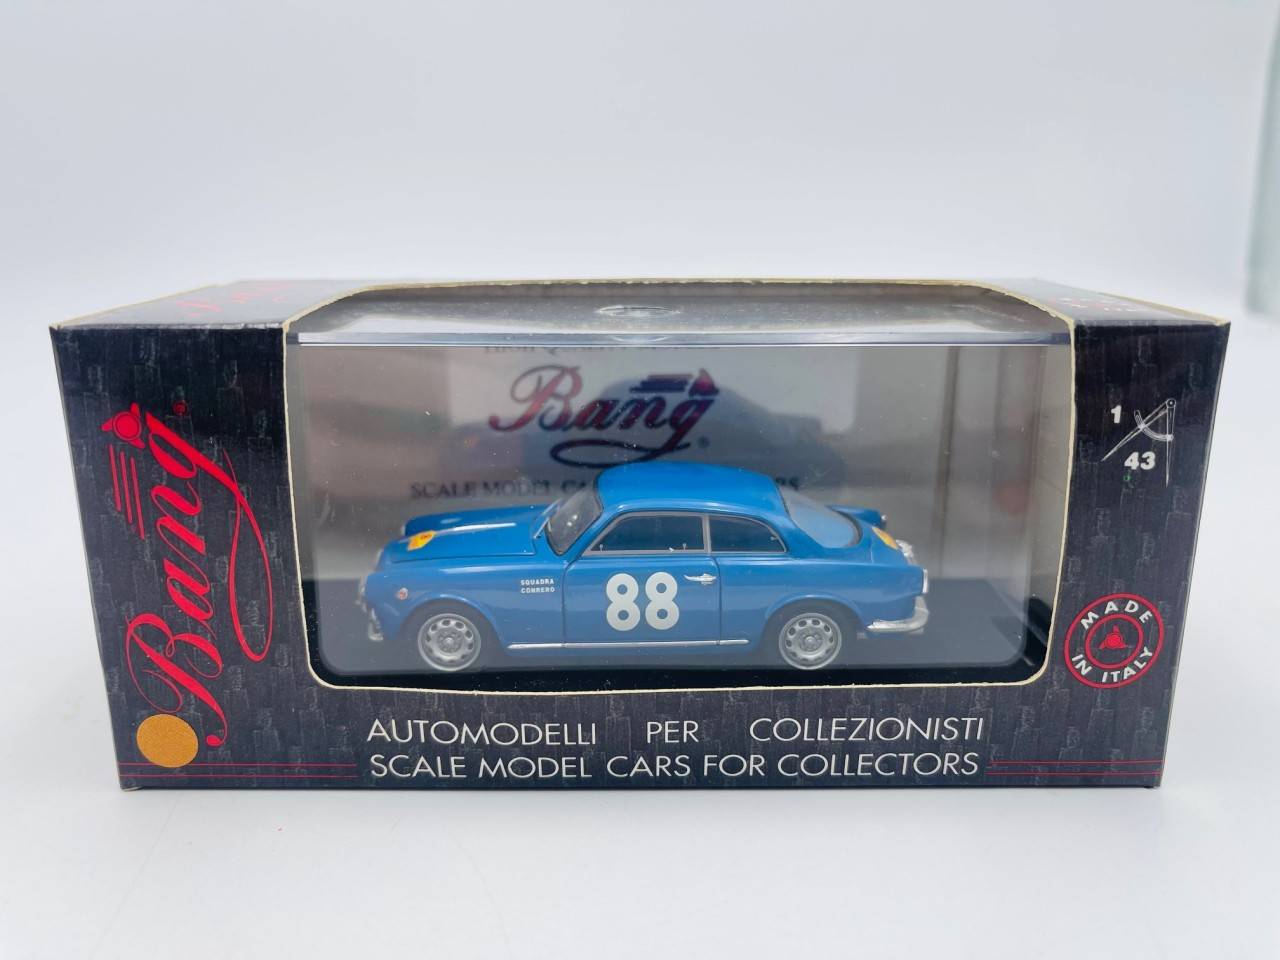 Bang
Bang
SCALE MODEL
1
43
SQUADRA
CONRERO
88
MADE
IN ITALY
AUTOMODELLI PER COLLEZIONISTI
SCALE MODEL CARS FOR COLLECTORS